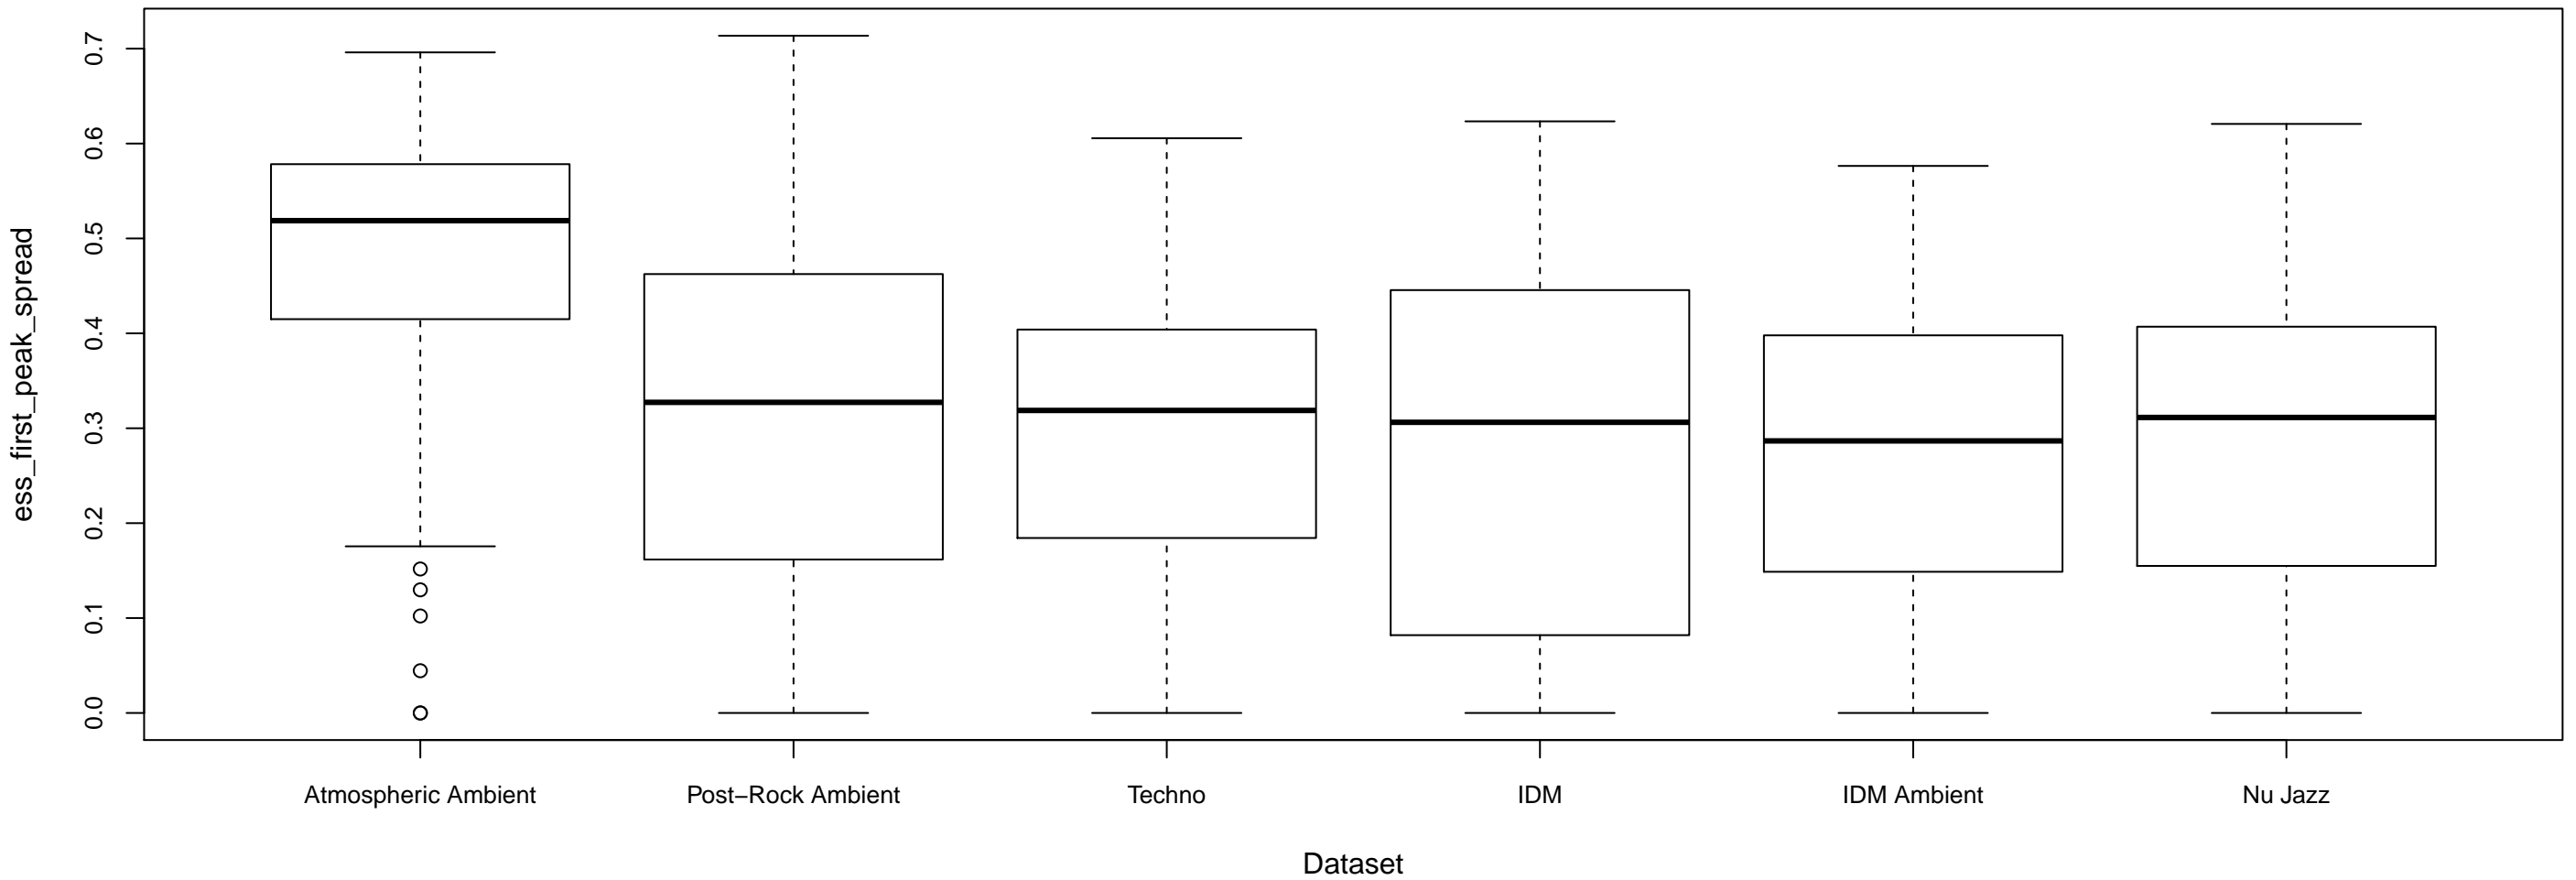 ess_first_peak_spread
0.7
0.6
0.5
0.4
0.3
0.2
0.1
0.0
Atmospheric Ambient Post-Rock Ambient Techno IDM IDM Ambient Nu Jazz
Dataset